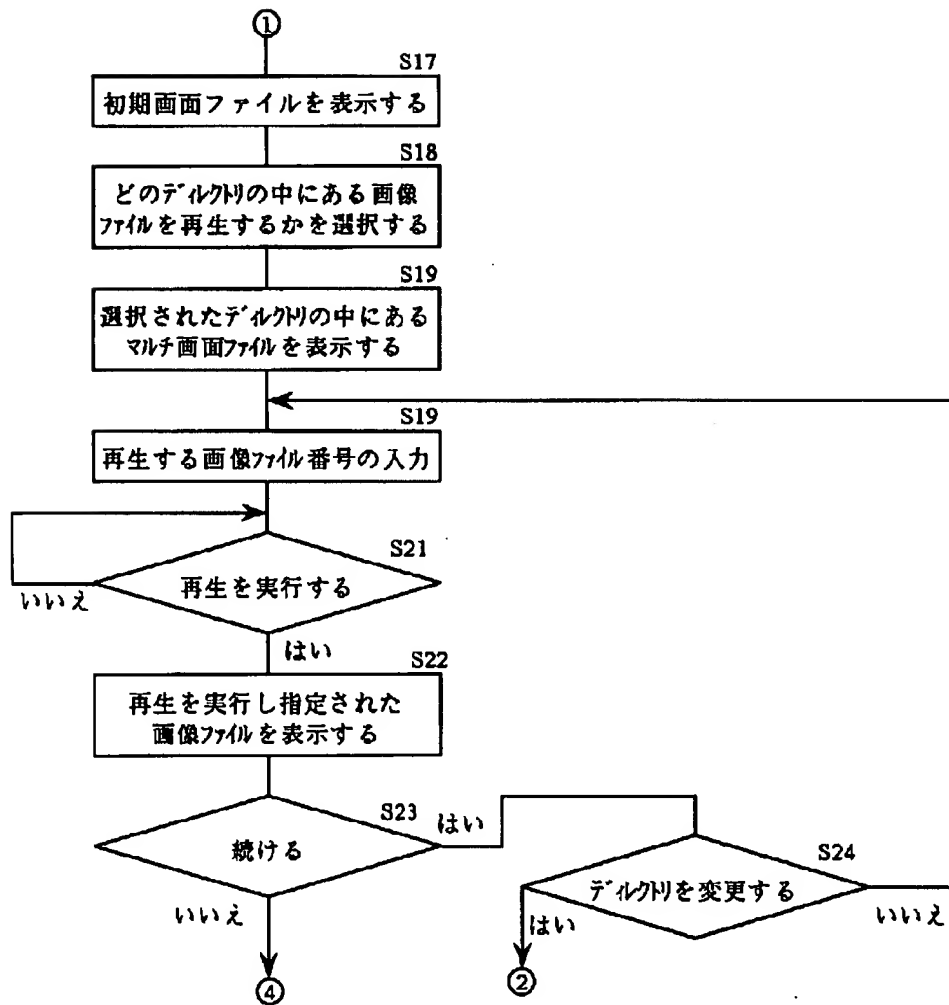 ①
S17
初期画面ファイルを表示する
S18
どのディレクトリの中にある画像
ファイルを再生するかを選択する
S19
選択されたディレクトリの中にある
マルチ画面ファイルを表示する
S19
再生する画像ファイル番号の入力
S21
再生を実行する
いいえ
はい
S22
再生を実行し指定された
画像ファイルを表示する
S23
続ける
はい
いいえ
S24
ディレクトリを変更する
はい
いいえ
④
②